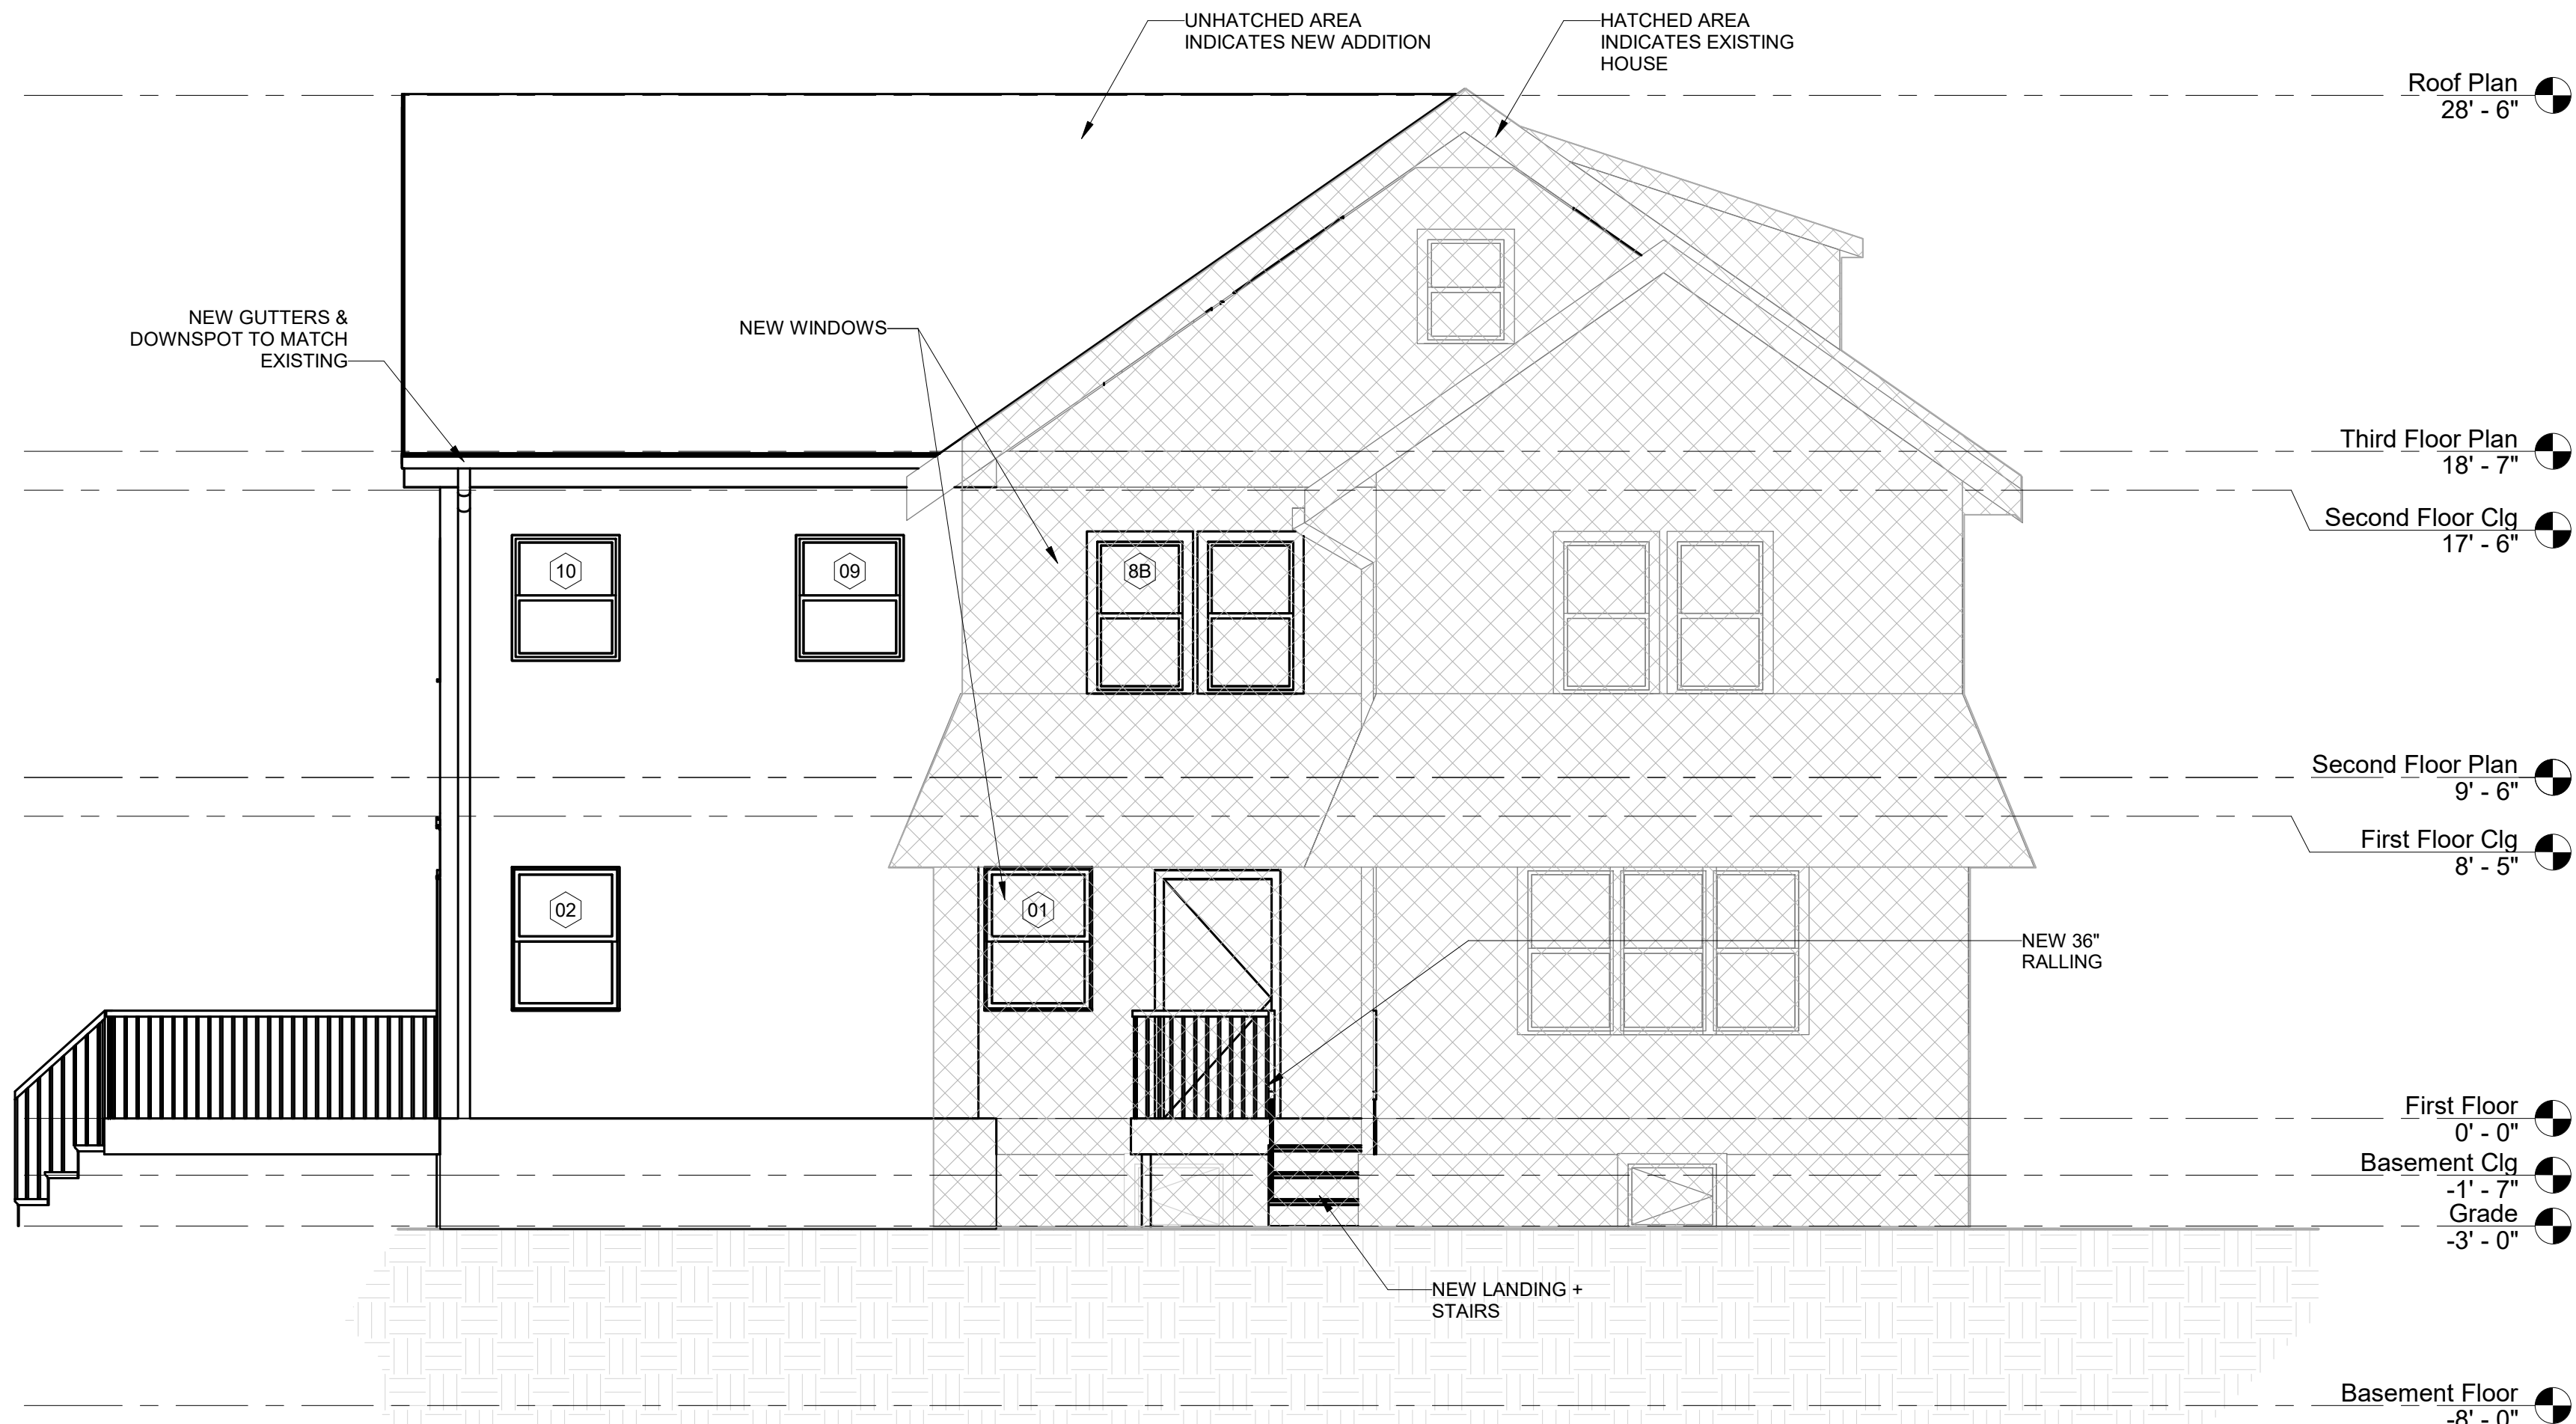 UNHATCHED AREA
INDICATES NEW ADDITION
HATCHED AREA
INDICATES EXISTING
HOUSE
Roof Plan
28' - 6"
NEW GUTTERS &
DOWNSPOT TO MATCH
EXISTING
NEW WINDOWS
Third Floor Plan
18' - 7"
Second Floor Clg
17' - 6"
10
09
8B
Second Floor Plan
9' - 6"
First Floor Clg
8' - 5"
02
01
NEW 36"
RALLING
First Floor
0' - 0"
Basement Clg
-1' - 7"
Grade
-3' - 0"
NEW LANDING +
STAIRS
Basement Floor
-8' - 0"